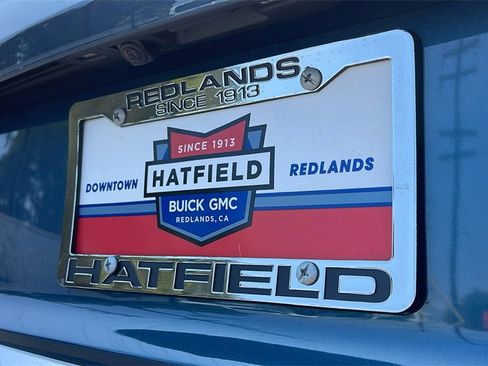 REDLANDS
SINCE 1913
SINCE 1913
DOWNTOWN HATFIELD REDLANDS
BUICK GMC
REDLANDS, CA
HATFIELD